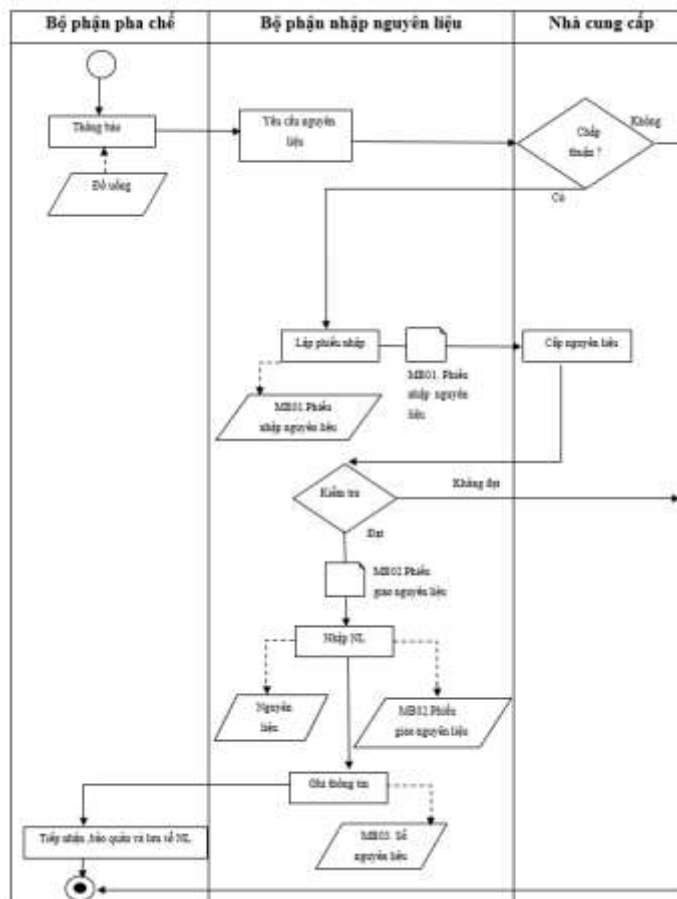 Bộ phận pha chế
Bộ phận nhập nguyên liệu
Nhà cung cấp
Thông báo
Yêu cầu nguyên
liệu
Chấp
thuận ?
Không
Có
Đồ uống
Lập phiếu nhập
MB01. Phiếu
nhập nguyên
liệu
Cấp nguyên liệu
MB01.Phiếu
nhập nguyên liệu
Kiểm tra
Không đạt
Đạt
MB02.Phiếu
giao nguyên liệu
Nhập NL
Nguyên
liệu
MB02.Phiếu
giao nguyên liệu
Ghi thông tin
Tiếp nhận ,bảo quản và lưu sổ NL
MB03. Sổ
nguyên liệu